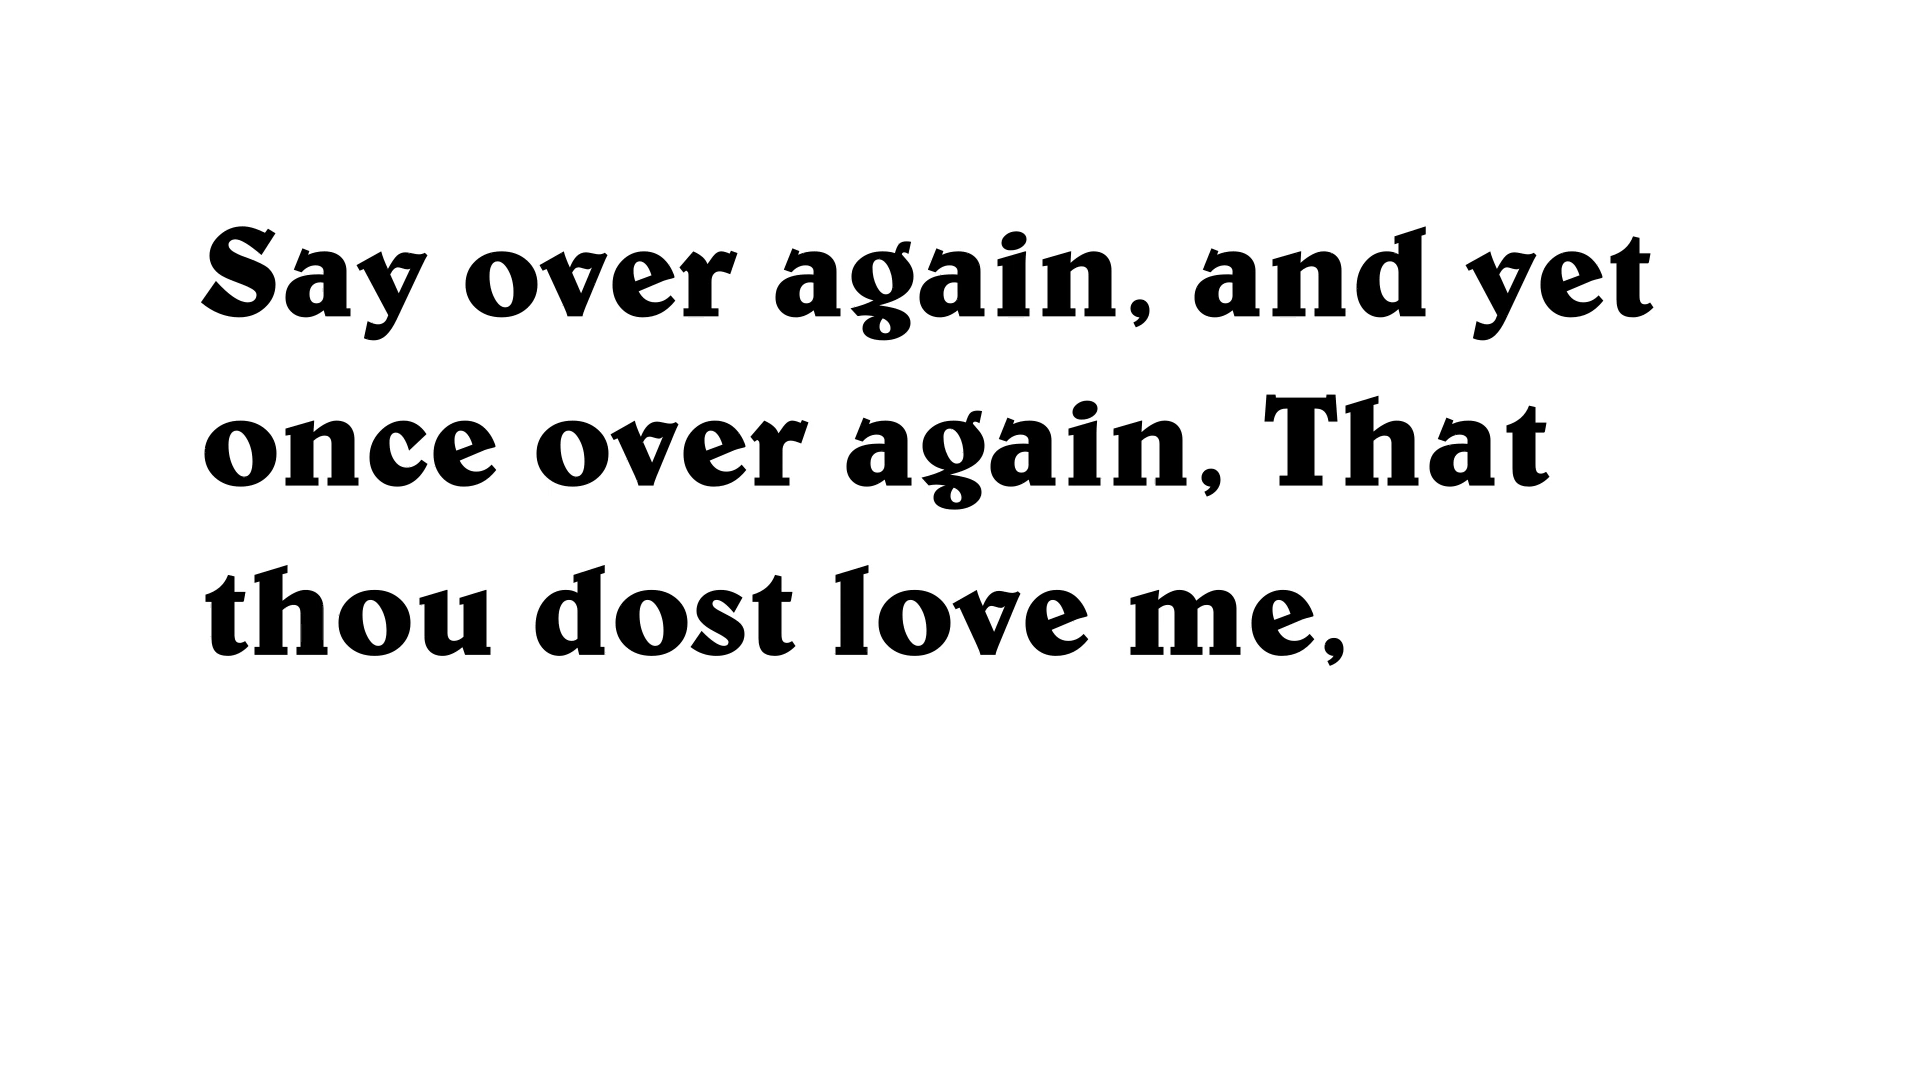 Say over again, and yet
once over again, That
thou dost love me,